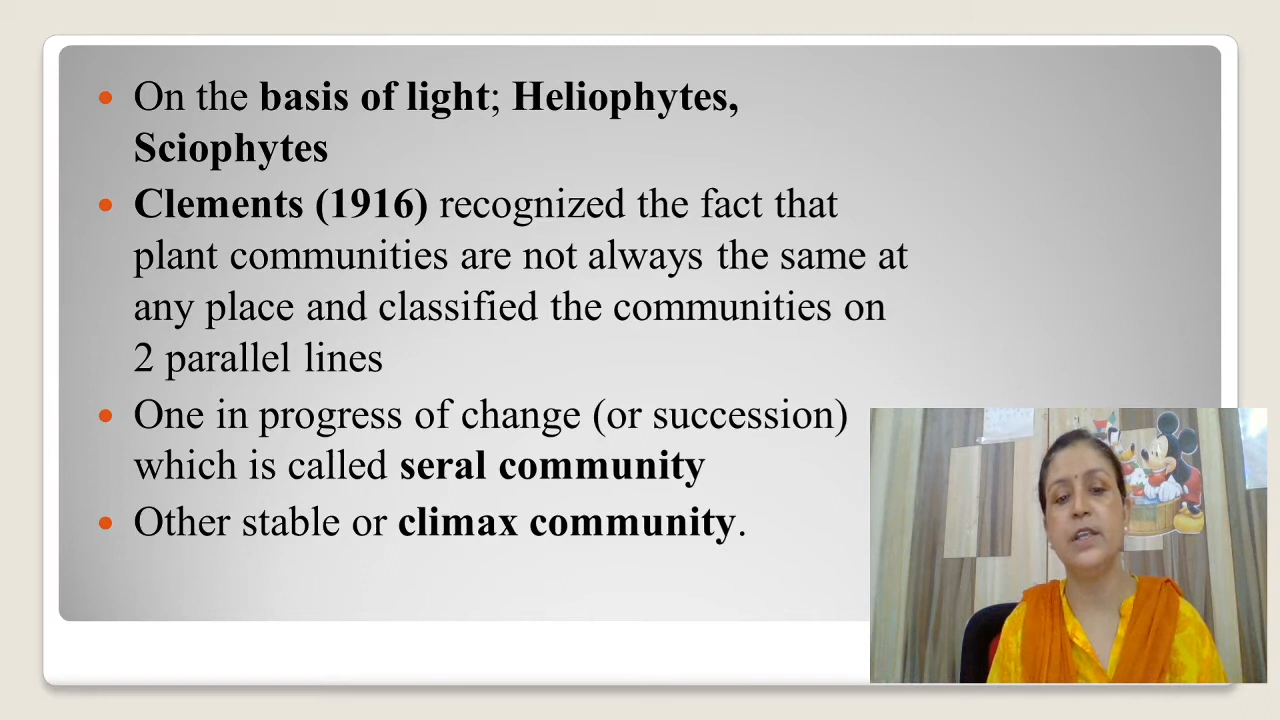 On the basis of light; Heliophytes,
Sciophytes
Clements (1916) recognized the fact that
plant communities are not always the same at
any place and classified the communities on
2 parallel lines
One in progress of change (or succession)
which is called seral community
Other stable or climax community.